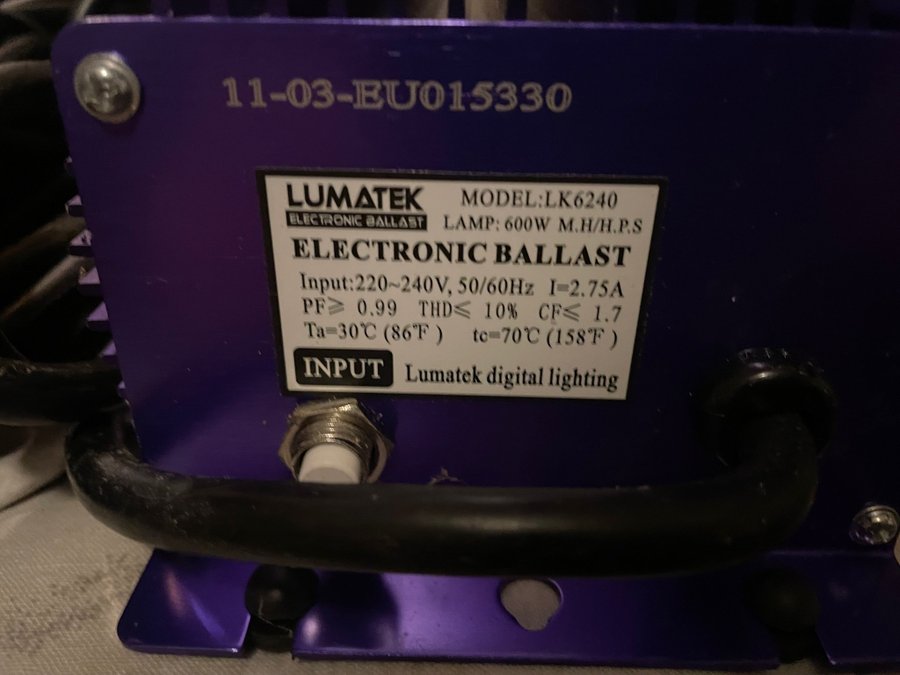 11-03-EU015330
LUMATEK MODEL:LK6240
ELECTRONIC BALLAST LAMP: 600W M.H/H.P.S
ELECTRONIC BALLAST
Input:220~240V, 50/60Hz I=2.75A
PF≥ 0.99 THD≤ 10% CF≤ 1.7
Ta=30℃ (86℉ ) tc=70℃ (158℉ )
INPUT Lumatek digital lighting